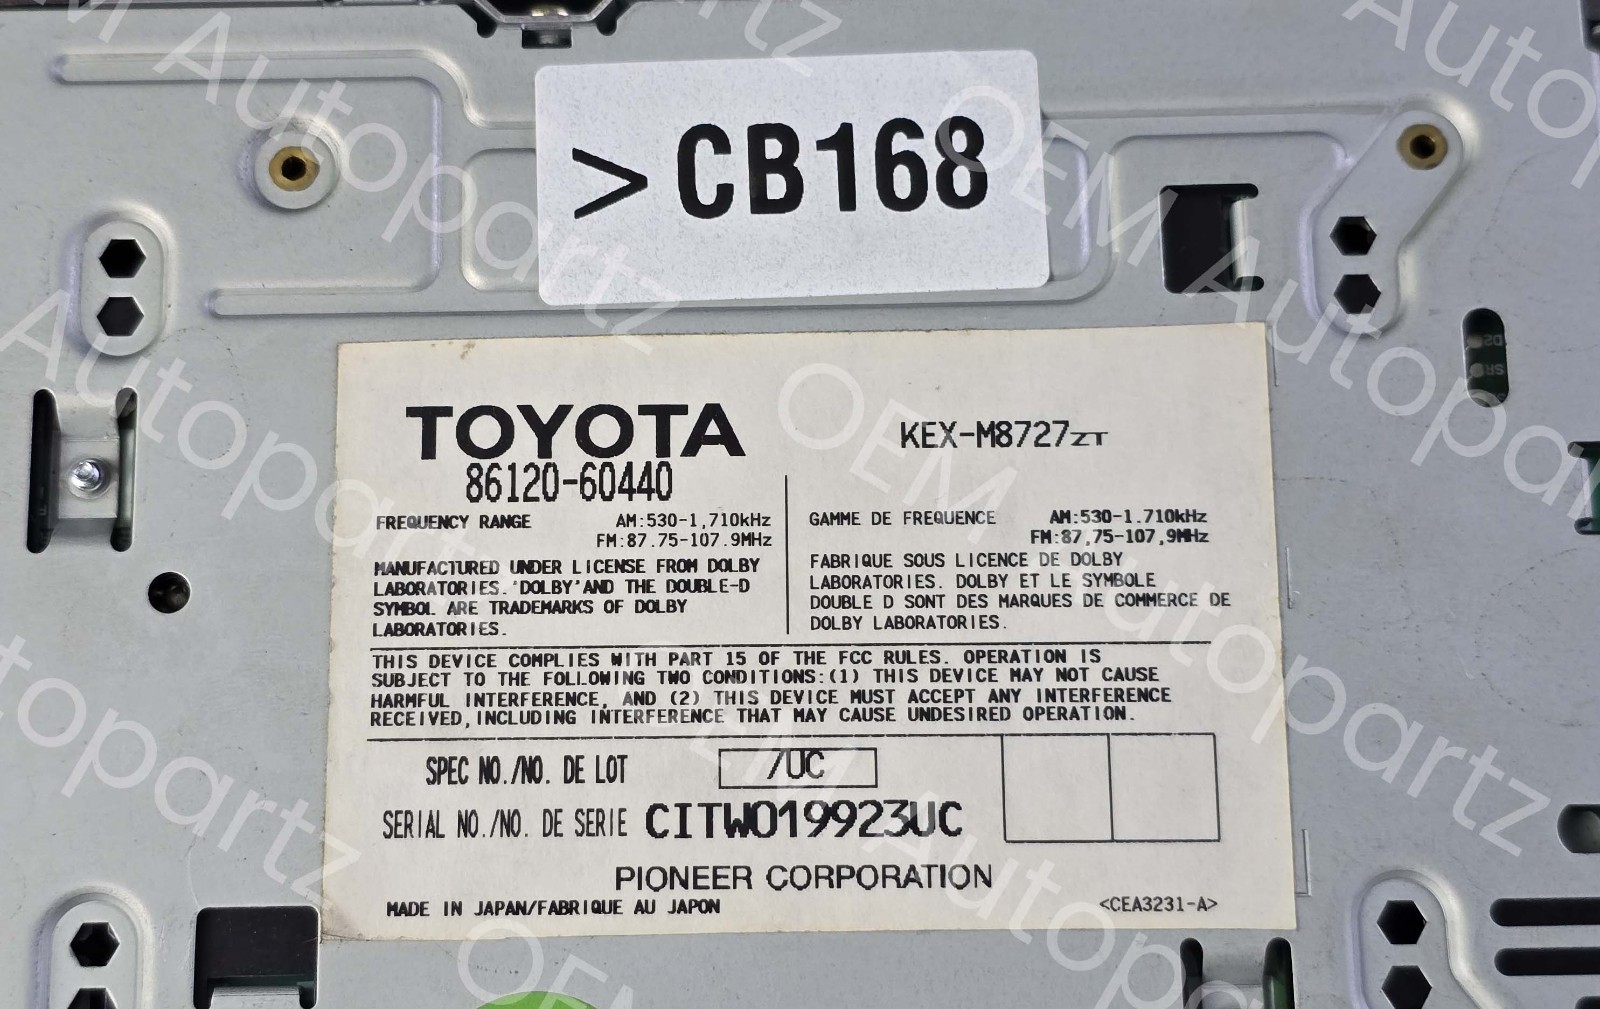 >CB168
TOYOTA
86120-60440
KEX-M8727ZT
FREQUENCY RANGE AM:530-1,710kHz
FM:87.75-107.9MHz
MANUFACTURED UNDER LICENSE FROM DOLBY
LABORATORIES. 'DOLBY' AND THE DOUBLE-D
SYMBOL ARE TRADEMARKS OF DOLBY
LABORATORIES.
GAMME DE FREQUENCE AM:530-1.710kHz
FM:87,75-107,9MHz
FABRIQUE SOUS LICENCE DE DOLBY
LABORATORIES. DOLBY ET LE SYMBOLE
DOUBLE D SONT DES MARQUES DE COMMERCE DE
DOLBY LABORATORIES.
THIS DEVICE COMPLIES WITH PART 15 OF THE FCC RULES. OPERATION IS
SUBJECT TO THE FOLLOWING TWO CONDITIONS:(1) THIS DEVICE MAY NOT CAUSE
HARMFUL INTERFERENCE, AND (2) THIS DEVICE MUST ACCEPT ANY INTERFERENCE
RECEIVED, INCLUDING INTERFERENCE THAT MAY CAUSE UNDESIRED OPERATION.
SPEC NO./NO. DE LOT /UC
SERIAL NO./NO. DE SERIE CITW019923UC
PIONEER CORPORATION
MADE IN JAPAN/FABRIQUE AU JAPON <CEA3231-A>
OEM Autopartz